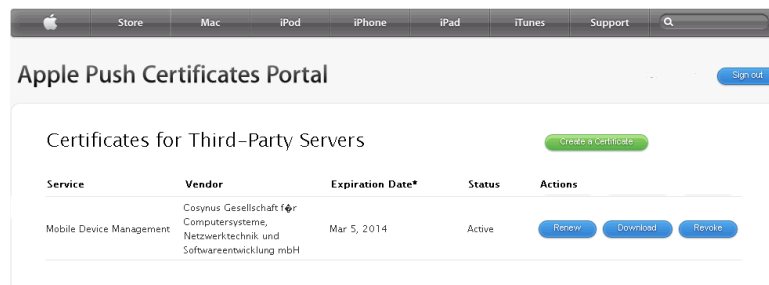 Store Mac iPod iPhone iPad iTunes Support
Apple Push Certificates Portal
Sign out
Certificates for Third-Party Servers
Create a Certificate
Service Vendor Expiration Date* Status Actions
Cosynus Gesellschaft f�r
Computersysteme,
Netzwerktechnik und
Softwareentwicklung mbH
Mobile Device Management Mar 5, 2014 Active Renew Download Revoke